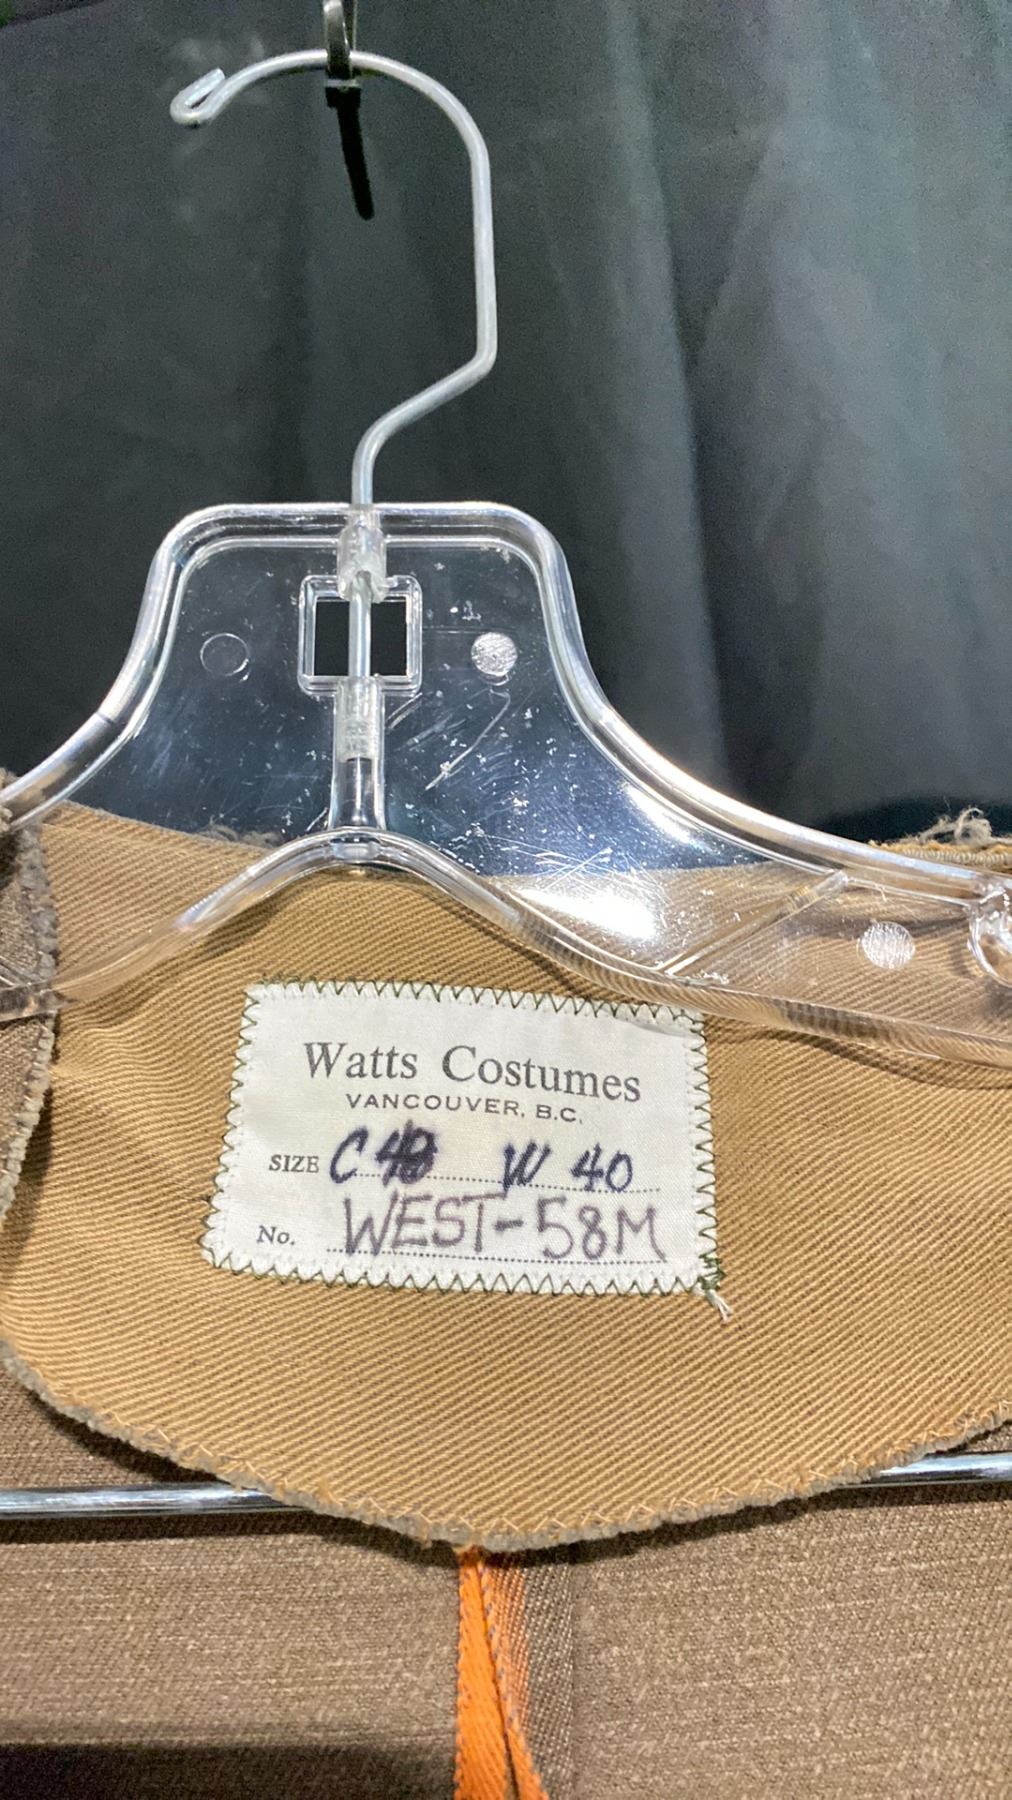 Watts Costumes
VANCOUVER, B.C.
SIZE C W 40
No. WEST-58M